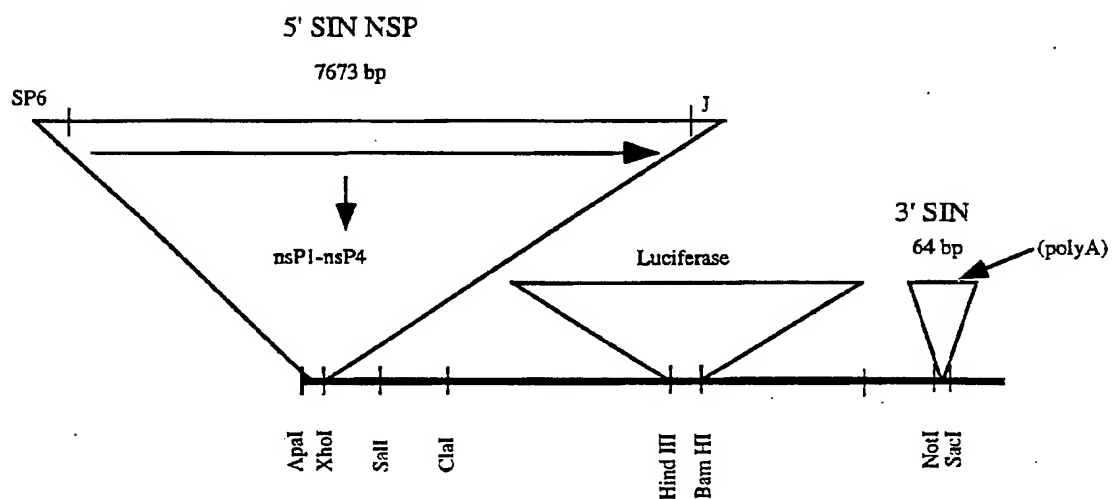 5' SIN NSP
7673 bp
SP6
J
nsP1-nsP4
3' SIN
64 bp
(polyA)
Luciferase
ApaI
XhoI
SalI
ClaI
Hind III
Bam HI
NotI
SacI